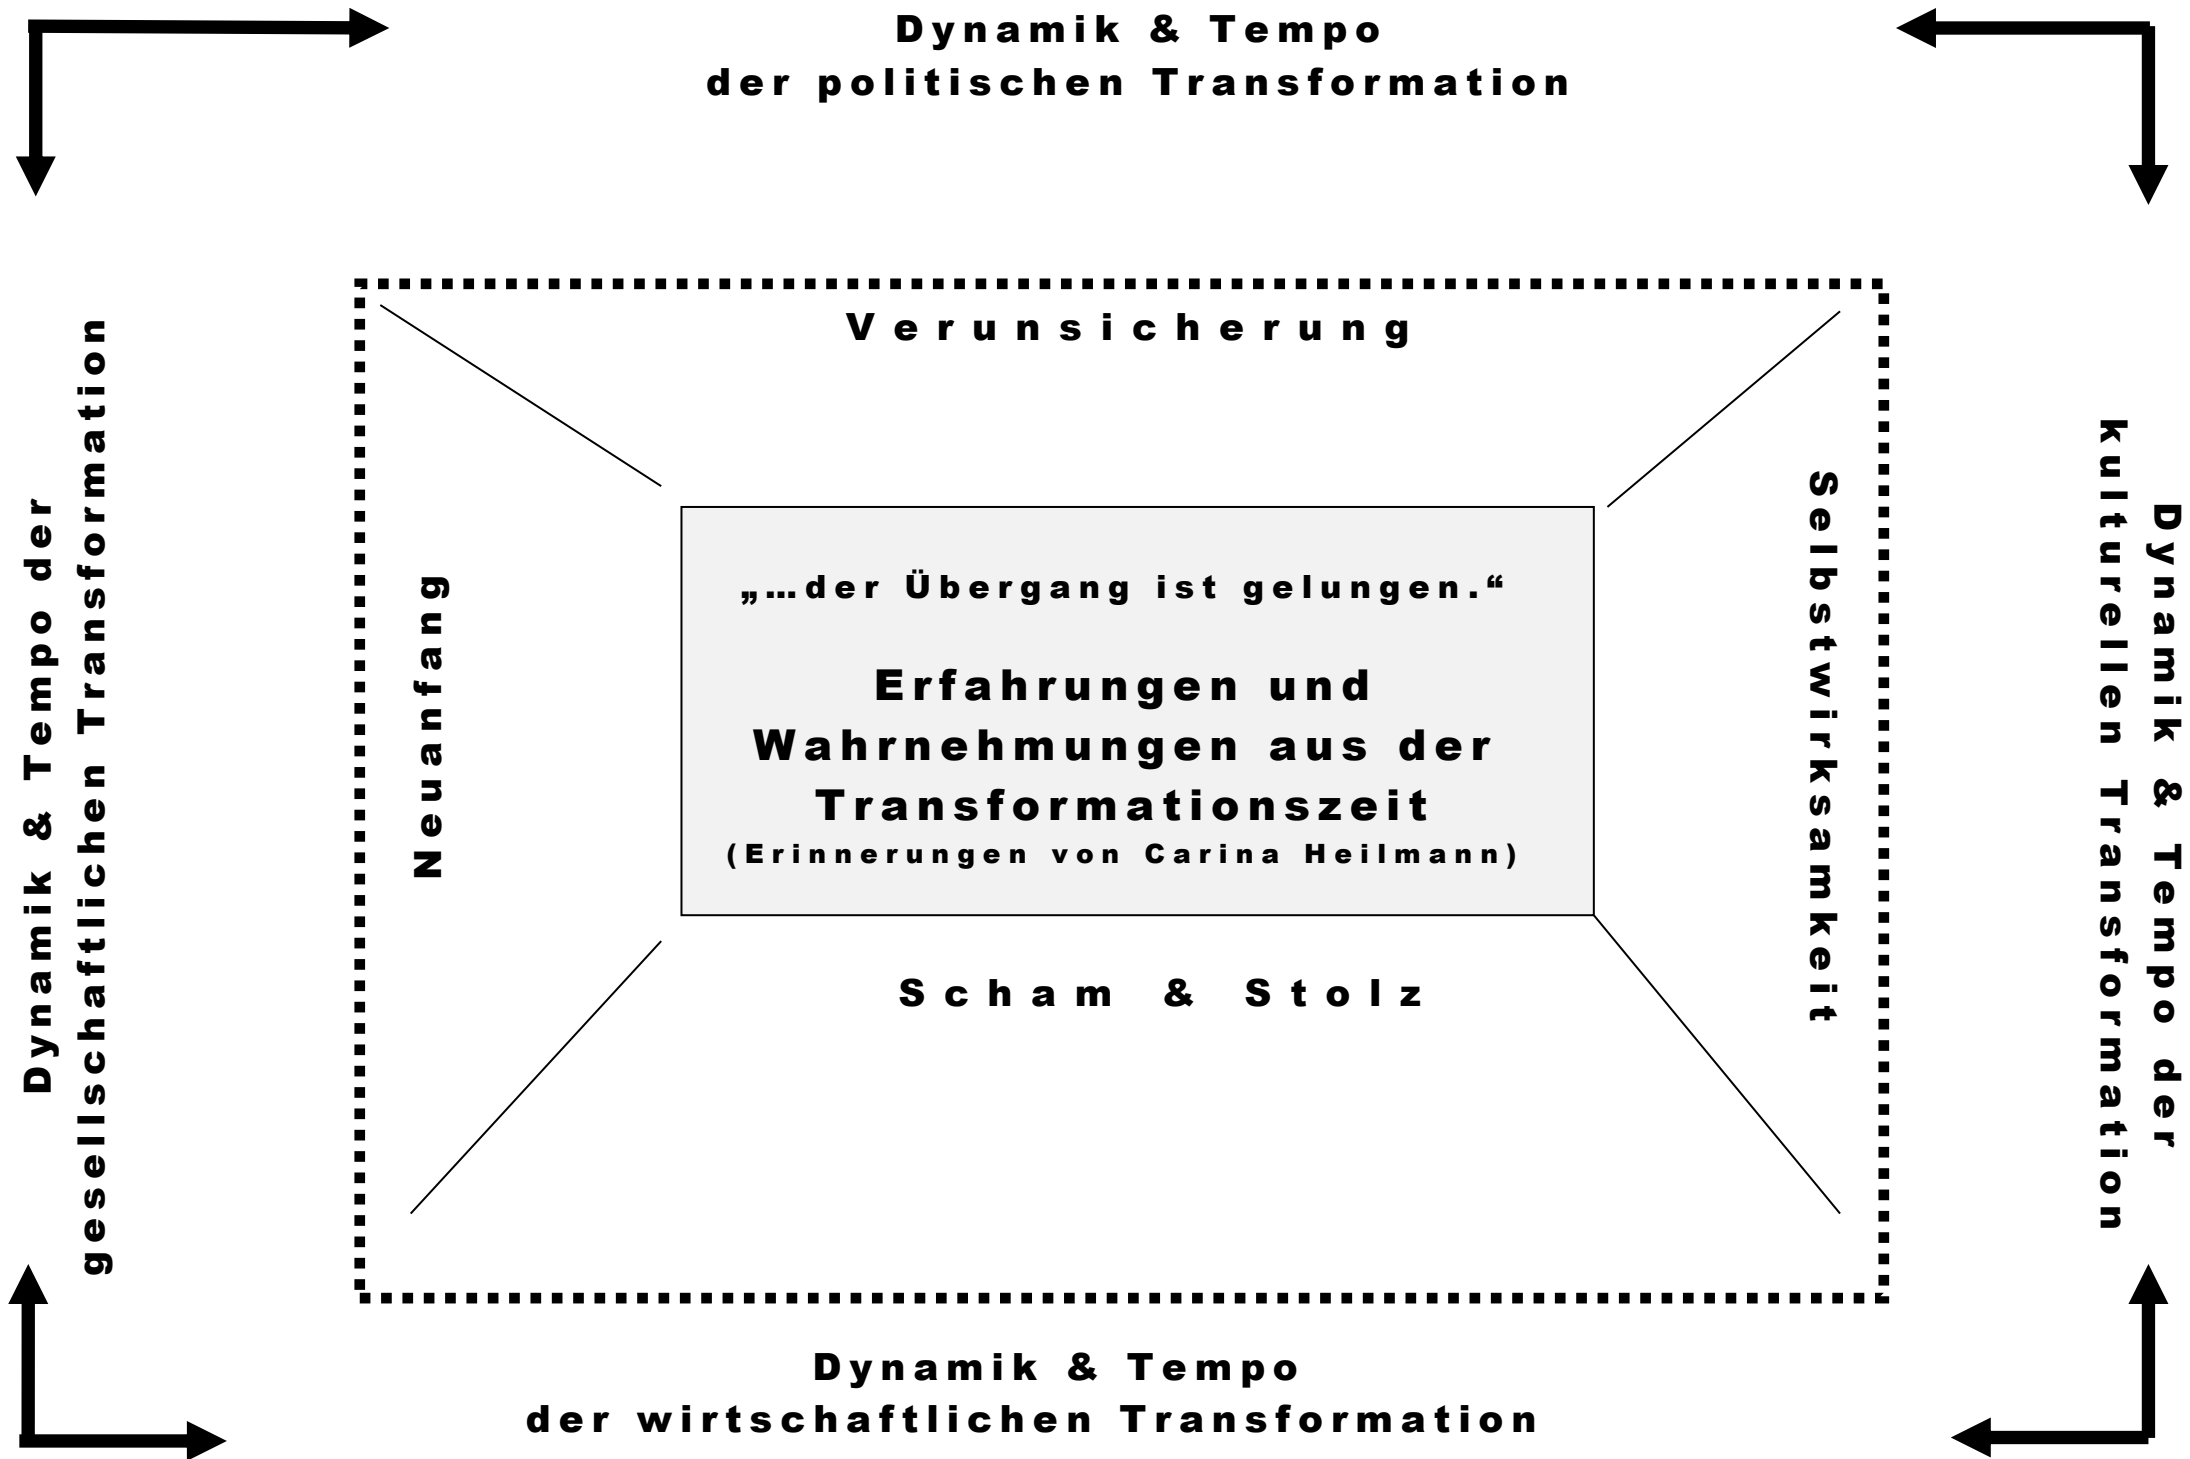 Dynamik & Tempo
der politischen Transformation
Dynamik & Tempo der
gesellschaftlichen Transformation
Verunsicherung
Neuanfang
„…der Übergang ist gelungen.“
Erfahrungen und
Wahrnehmungen aus der
Transformationszeit
(Erinnerungen von Carina Heilmann)
Selbstwirksamkeit
Scham & Stolz
Dynamik & Tempo der
kulturellen Transformation
Dynamik & Tempo
der wirtschaftlichen Transformation